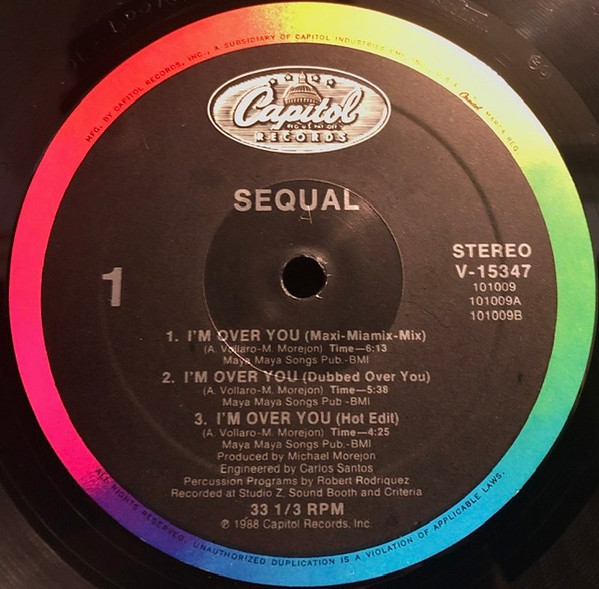 MFG. BY CAPITOL RECORDS, INC., A SUBSIDIARY OF CAPITOL INDUSTRIES-EMI, INC., U.S.A.
Capitol MARCA REG.
Capitol
RECORDS
SEQUAL
1
STEREO
V-15347
101009
101009A
101009B
1. I'M OVER YOU (Maxi-Miamix-Mix)
(A. Vollaro-M. Morejon) Time—6:13
Maya Maya Songs Pub.-BMI
2. I'M OVER YOU (Dubbed Over You)
(A. Vollaro-M. Morejon) Time—5:38
Maya Maya Songs Pub.-BMI
3. I'M OVER YOU (Hot Edit)
(A. Vollaro-M. Morejon) Time—4:25
Maya Maya Songs Pub.-BMI
Produced by Michael Morejon
Engineered by Carlos Santos
Percussion Programs by Robert Rodriquez
Recorded at Studio Z, Sound Booth and Criteria
33 1/3 RPM
℗ 1988 Capitol Records, Inc.
ALL RIGHTS RESERVED. UNAUTHORIZED DUPLICATION IS A VIOLATION OF APPLICABLE LAWS.